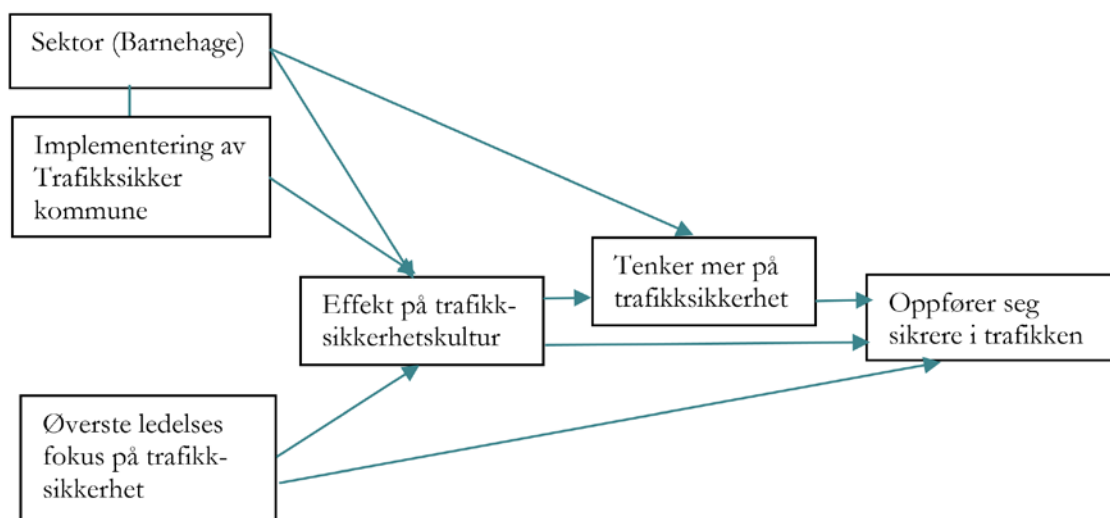 Sektor (Barnehage)
Implementering av
Trafikksikker
kommune
Tenker mer på
trafikksikkerhet
Effekt på trafikk-
sikkerhetskultur
Oppfører seg
sikrere i trafikken
Øverste ledelses
fokus på trafikk-
sikkerhet